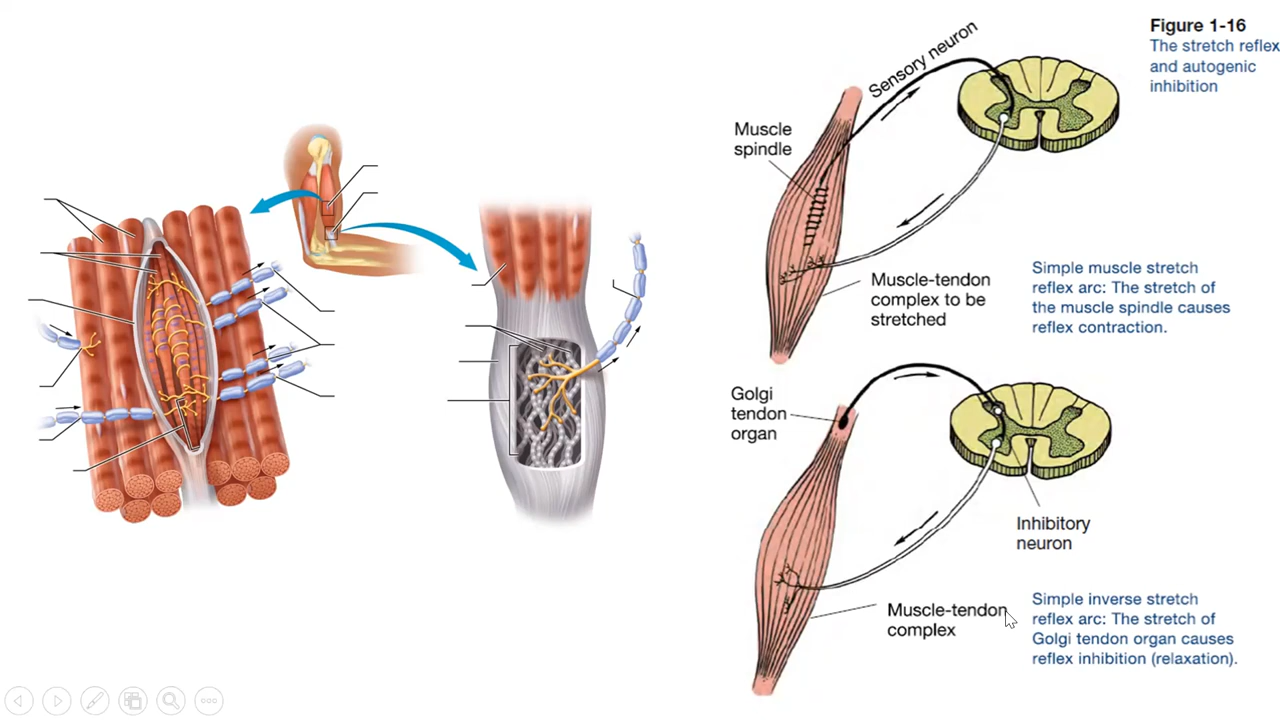 Figure 1-16
The stretch reflex
and autogenic
inhibition
Sensory neuron
Muscle
spindle
Muscle-tendon
complex to be
stretched
Simple muscle stretch
reflex arc: The stretch of
the muscle spindle causes
reflex contraction.
Golgi
tendon
organ
Inhibitory
neuron
Muscle-tendon
complex
Simple inverse stretch
reflex arc: The stretch of
Golgi tendon organ causes
reflex inhibition (relaxation).